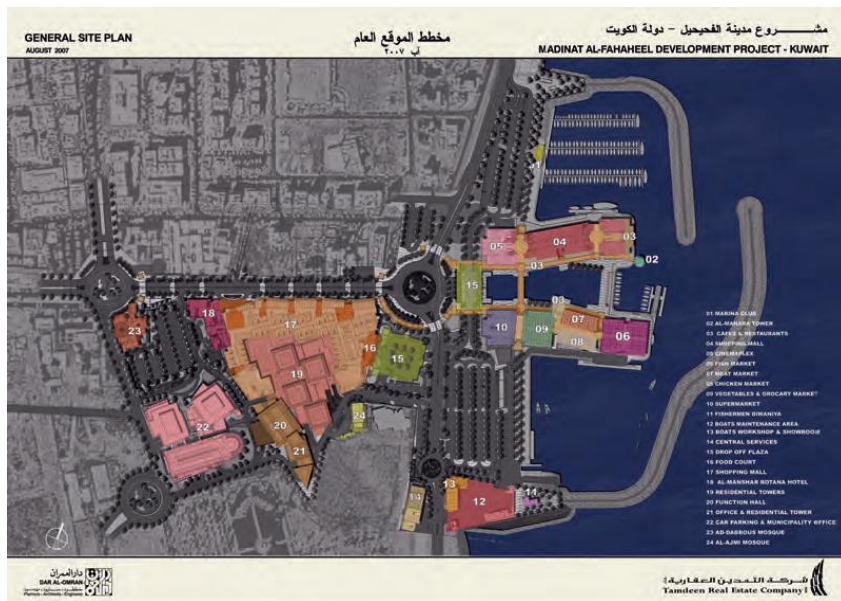 GENERAL SITE PLAN
AUGUST 2007
مخطط الموقع العام
آب ٢٠٠٧
مشــــروع مدينة الفحيحيل - دولة الكويت
MADINAT AL-FAHAHEEL DEVELOPMENT PROJECT - KUWAIT
01
05
04
03
02
03
15
03
18
17
23
10
09
07
08
06
16
15
19
22
20
24
21
13
14
12
11
01 MARINA CLUB
02 AL-MANARA TOWER
03 CAFES & RESTAURANTS
04 SHOPPING MALL
05 CINEMAPLEX
06 FISH MARKET
07 MEAT MARKET
08 CHICKEN MARKET
09 VEGETABLES & GROCARY MARKET
10 SUPERMARKET
11 FISHERMEN DIWANIYA
12 BOATS MAINTENANCE AREA
13 BOATS WORKSHOP & SHOWROOM
14 CENTRAL SERVICES
15 DROP OFF PLAZA
16 FOOD COURT
17 SHOPPING MALL
18 AL-MANSHAR ROTANA HOTEL
19 RESIDENTIAL TOWERS
20 FUNCTION HALL
21 OFFICE & RESIDENTIAL TOWER
22 CAR PARKING & MUNICIPALITY OFFICE
23 AD-DABBOUS MOSQUE
24 AL-AJMI MOSQUE
دار العمران
DAR AL-OMRAN
Planners - Architects - Engineers
شركة التمدين العقارية
Tamdeen Real Estate Company